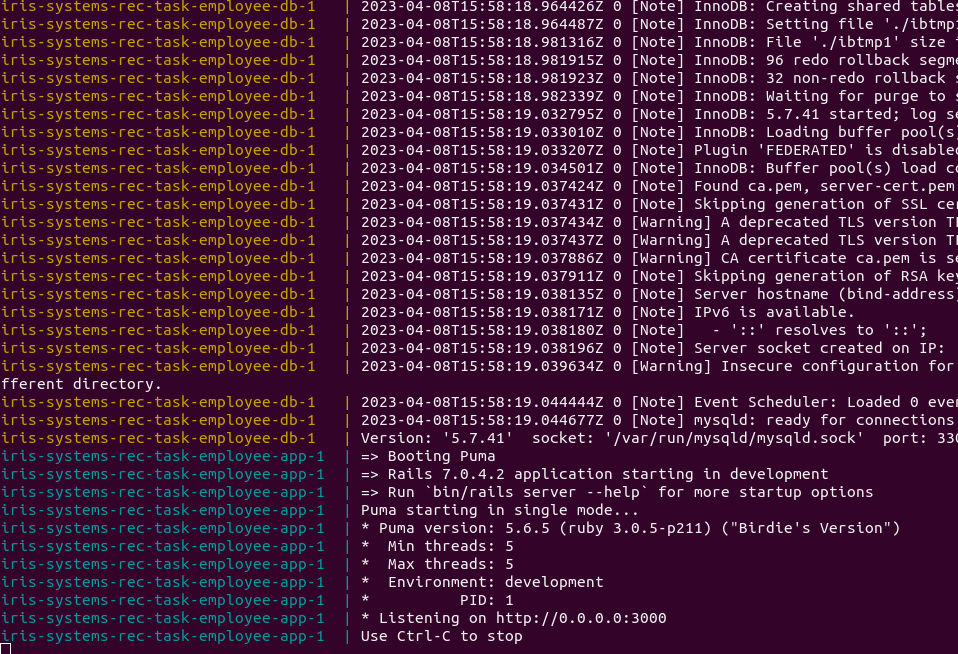 iris-systems-rec-task-employee-db-1   | 2023-04-08T15:58:18.964426Z 0 [Note] InnoDB: Creating shared tables
iris-systems-rec-task-employee-db-1   | 2023-04-08T15:58:18.964487Z 0 [Note] InnoDB: Setting file './ibtmp1
iris-systems-rec-task-employee-db-1   | 2023-04-08T15:58:18.981316Z 0 [Note] InnoDB: File './ibtmp1' size
iris-systems-rec-task-employee-db-1   | 2023-04-08T15:58:18.981915Z 0 [Note] InnoDB: 96 redo rollback segme
iris-systems-rec-task-employee-db-1   | 2023-04-08T15:58:18.981923Z 0 [Note] InnoDB: 32 non-redo rollback s
iris-systems-rec-task-employee-db-1   | 2023-04-08T15:58:18.982339Z 0 [Note] InnoDB: Waiting for purge to s
iris-systems-rec-task-employee-db-1   | 2023-04-08T15:58:19.032795Z 0 [Note] InnoDB: 5.7.41 started; log se
iris-systems-rec-task-employee-db-1   | 2023-04-08T15:58:19.033010Z 0 [Note] InnoDB: Loading buffer pool(s)
iris-systems-rec-task-employee-db-1   | 2023-04-08T15:58:19.033207Z 0 [Note] Plugin 'FEDERATED' is disabled
iris-systems-rec-task-employee-db-1   | 2023-04-08T15:58:19.034501Z 0 [Note] InnoDB: Buffer pool(s) load co
iris-systems-rec-task-employee-db-1   | 2023-04-08T15:58:19.037424Z 0 [Note] Found ca.pem, server-cert.pem
iris-systems-rec-task-employee-db-1   | 2023-04-08T15:58:19.037431Z 0 [Note] Skipping generation of SSL cer
iris-systems-rec-task-employee-db-1   | 2023-04-08T15:58:19.037434Z 0 [Warning] A deprecated TLS version TL
iris-systems-rec-task-employee-db-1   | 2023-04-08T15:58:19.037437Z 0 [Warning] A deprecated TLS version TL
iris-systems-rec-task-employee-db-1   | 2023-04-08T15:58:19.037886Z 0 [Warning] CA certificate ca.pem is se
iris-systems-rec-task-employee-db-1   | 2023-04-08T15:58:19.037911Z 0 [Note] Skipping generation of RSA key
iris-systems-rec-task-employee-db-1   | 2023-04-08T15:58:19.038135Z 0 [Note] Server hostname (bind-address)
iris-systems-rec-task-employee-db-1   | 2023-04-08T15:58:19.038171Z 0 [Note] IPv6 is available.
iris-systems-rec-task-employee-db-1   | 2023-04-08T15:58:19.038180Z 0 [Note]   - '::' resolves to '::';
iris-systems-rec-task-employee-db-1   | 2023-04-08T15:58:19.038196Z 0 [Note] Server socket created on IP:
iris-systems-rec-task-employee-db-1   | 2023-04-08T15:58:19.039634Z 0 [Warning] Insecure configuration for
fferent directory.
iris-systems-rec-task-employee-db-1   | 2023-04-08T15:58:19.044444Z 0 [Note] Event Scheduler: Loaded 0 even
iris-systems-rec-task-employee-db-1   | 2023-04-08T15:58:19.044677Z 0 [Note] mysqld: ready for connections
iris-systems-rec-task-employee-db-1   | Version: '5.7.41'  socket: '/var/run/mysqld/mysqld.sock'  port: 330
iris-systems-rec-task-employee-app-1  | => Booting Puma
iris-systems-rec-task-employee-app-1  | => Rails 7.0.4.2 application starting in development
iris-systems-rec-task-employee-app-1  | => Run `bin/rails server --help` for more startup options
iris-systems-rec-task-employee-app-1  | Puma starting in single mode...
iris-systems-rec-task-employee-app-1  | * Puma version: 5.6.5 (ruby 3.0.5-p211) ("Birdie's Version")
iris-systems-rec-task-employee-app-1  | *  Min threads: 5
iris-systems-rec-task-employee-app-1  | *  Max threads: 5
iris-systems-rec-task-employee-app-1  | *  Environment: development
iris-systems-rec-task-employee-app-1  | *          PID: 1
iris-systems-rec-task-employee-app-1  | * Listening on http://0.0.0.0:3000
iris-systems-rec-task-employee-app-1  | Use Ctrl-C to stop